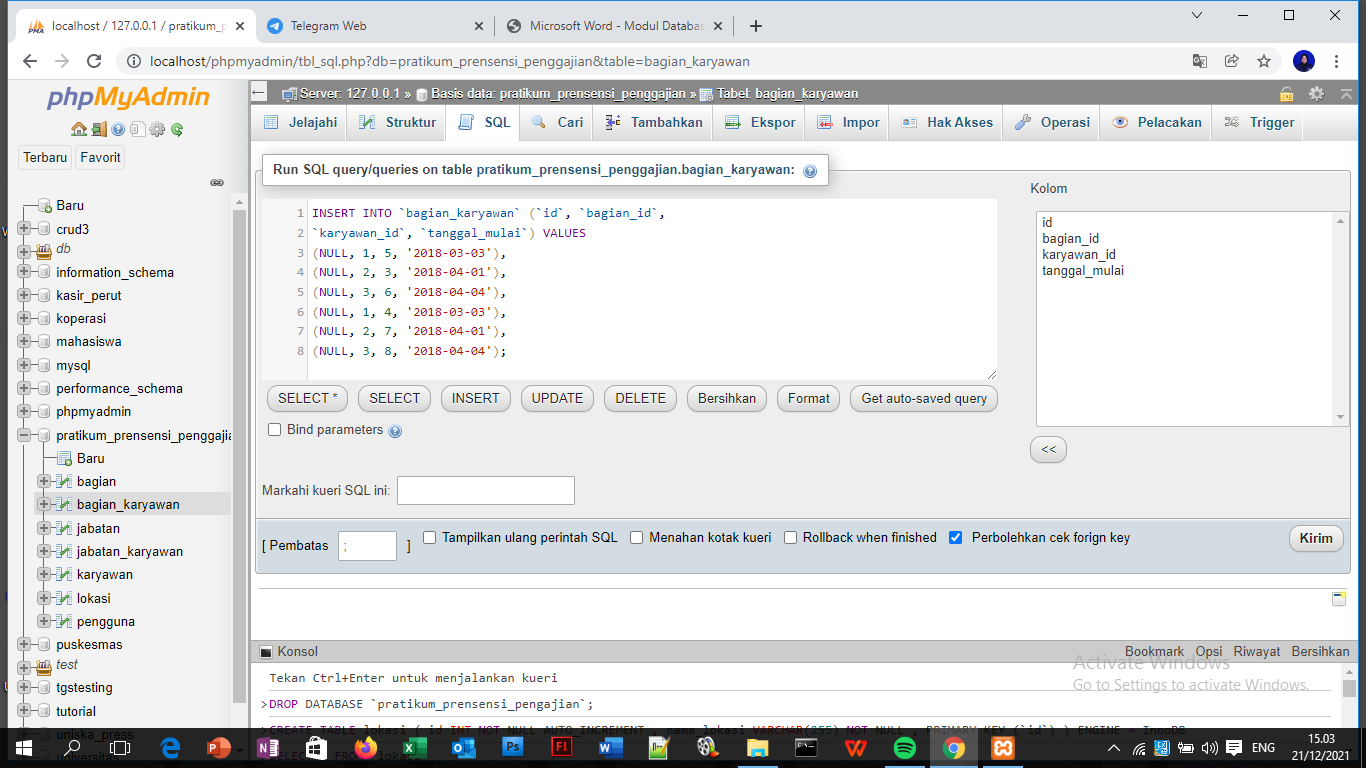 localhost / 127.0.0.1 / pratikum_p
Telegram Web
Microsoft Word - Modul Databas
localhost/phpmyadmin/tbl_sql.php?db=pratikum_prensensi_penggajian&table=bagian_karyawan
phpMyAdmin
Terbaru
Favorit
Baru
crud3
db
information_schema
kasir_perut
koperasi
mahasiswa
mysql
performance_schema
phpmyadmin
pratikum_prensensi_penggajia
Baru
bagian
bagian_karyawan
jabatan
jabatan_karyawan
karyawan
lokasi
pengguna
puskesmas
test
tgstesting
tutorial
uniska_press
universitas
Server: 127.0.0.1 » Basis data: pratikum_prensensi_penggajian » Tabel: bagian_karyawan
Jelajahi
Struktur
SQL
Cari
Tambahkan
Ekspor
Impor
Hak Akses
Operasi
Pelacakan
Trigger
Run SQL query/queries on table pratikum_prensensi_penggajian.bagian_karyawan:
1 INSERT INTO `bagian_karyawan` (`id`, `bagian_id`,
2 `karyawan_id`, `tanggal_mulai`) VALUES
3 (NULL, 1, 5, '2018-03-03'),
4 (NULL, 2, 3, '2018-04-01'),
5 (NULL, 3, 6, '2018-04-04'),
6 (NULL, 1, 4, '2018-03-03'),
7 (NULL, 2, 7, '2018-04-01'),
8 (NULL, 3, 8, '2018-04-04');
Kolom
id
bagian_id
karyawan_id
tanggal_mulai
SELECT *
SELECT
INSERT
UPDATE
DELETE
Bersihkan
Format
Get auto-saved query
<<
Bind parameters
Markahi kueri SQL ini:
[ Pembatas ; ]
Tampilkan ulang perintah SQL
Menahan kotak kueri
Rollback when finished
Perbolehkan cek forign key
Kirim
Konsol
Bookmark Opsi Riwayat Bersihkan
Tekan Ctrl+Enter untuk menjalankan kueri
>DROP DATABASE `pratikum_prensensi_pengajian`;
>CREATE TABLE lokasi ( id INT NOT NULL AUTO_INCREMENT , nama_lokasi VARCHAR(255) NOT NULL , PRIMARY KEY (`id`) ) ENGINE = InnoDB
Activate Windows
Go to Settings to activate Windows.
ENG
15.03
21/12/2021